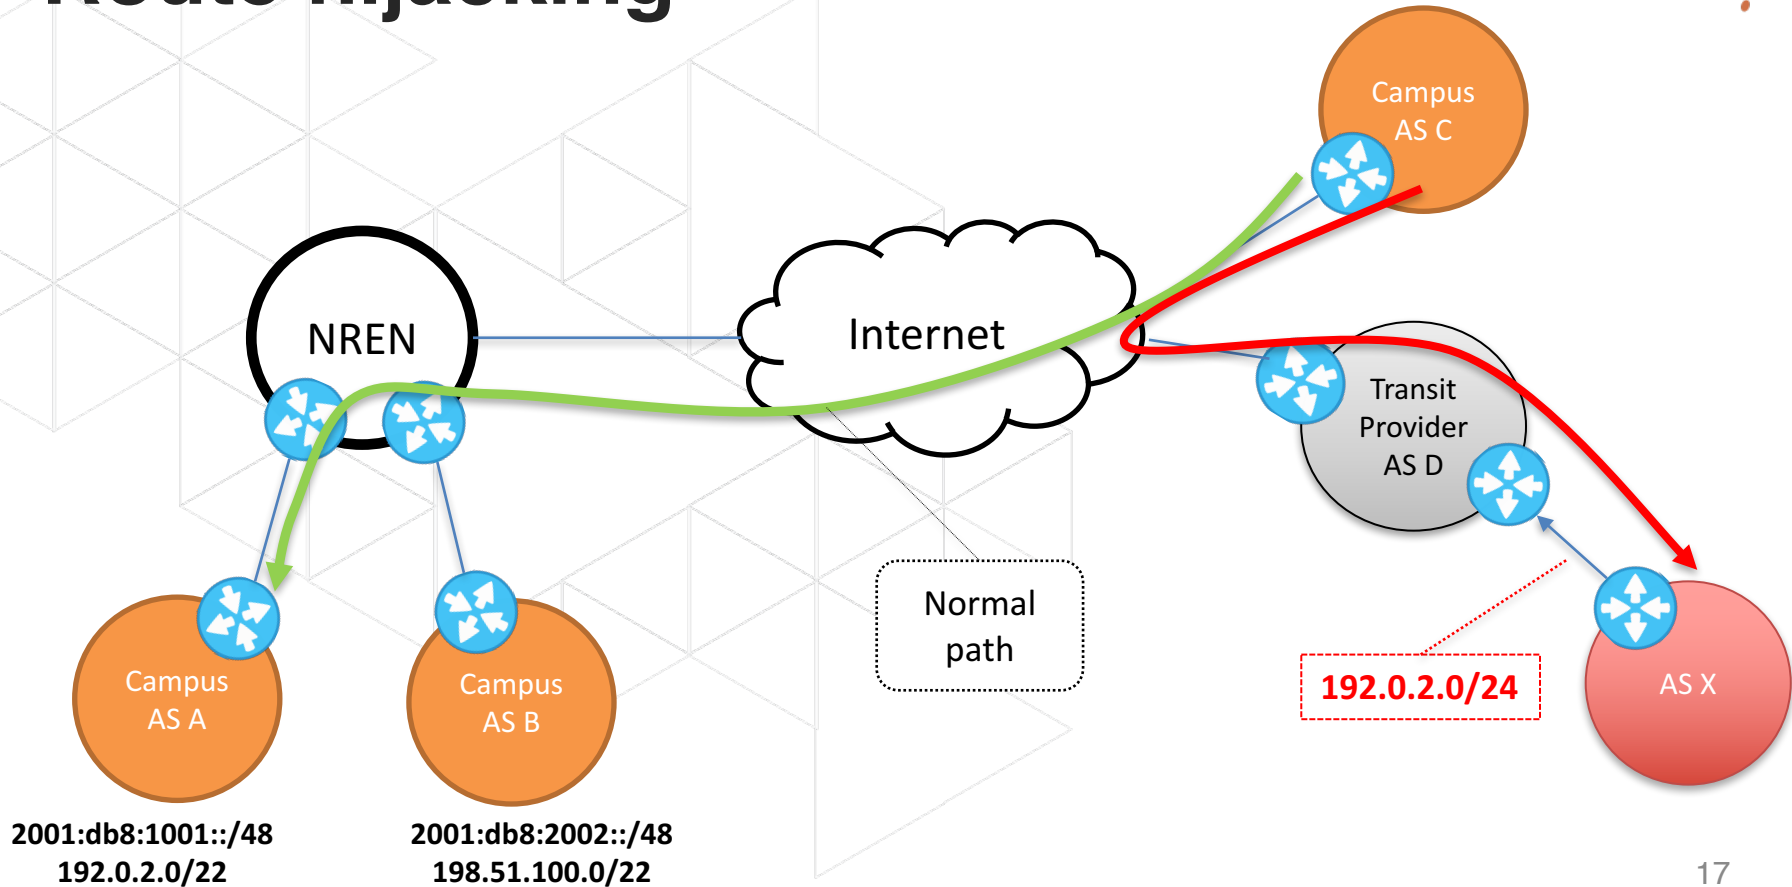 Route hijacking
Campus
AS C
NREN
Internet
Transit
Provider
AS D
Normal
path
192.0.2.0/24
AS X
Campus
AS A
Campus
AS B
2001:db8:1001::/48
192.0.2.0/22
2001:db8:2002::/48
198.51.100.0/22
17